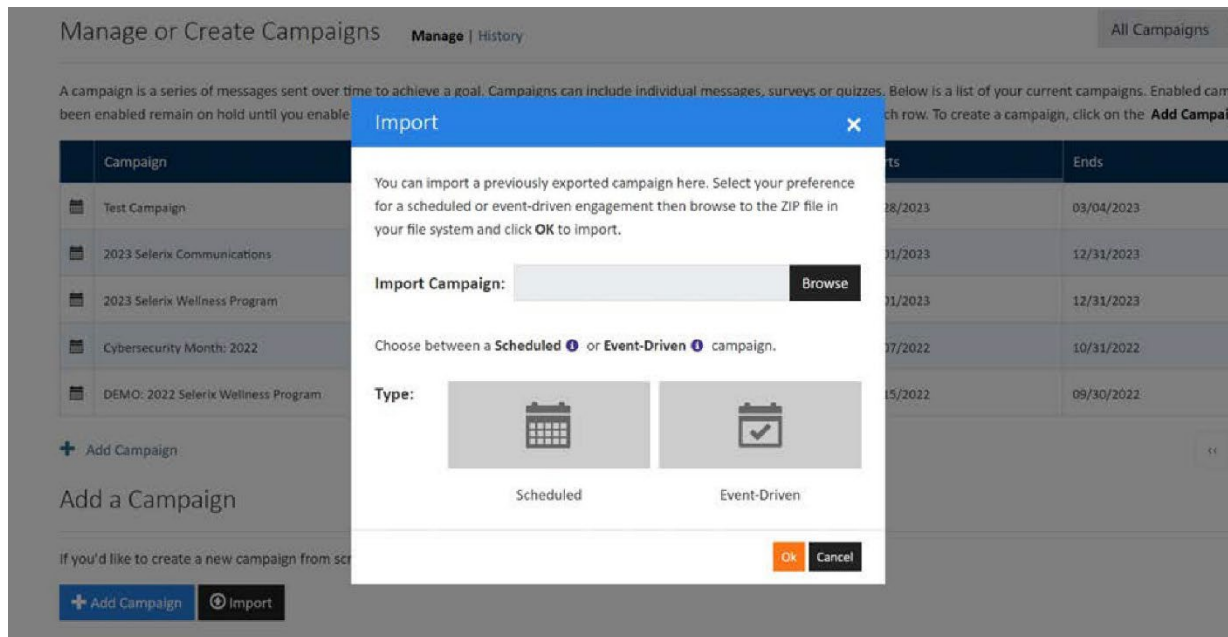 Manage or Create Campaigns Manage | History All Campaigns
A campaign is a series of messages sent over time to achieve a goal. Campaigns can include individual messages, surveys or quizzes. Below is a list of your current campaigns. Enabled cam
been enabled remain on hold until you enable ch row. To create a campaign, click on the Add Campai
Campaign rts Ends
Test Campaign 28/2023 03/04/2023
2023 Selerix Communications 01/2023 12/31/2023
2023 Selerix Wellness Program 01/2023 12/31/2023
Cybersecurity Month: 2022 07/2022 10/31/2022
DEMO: 2022 Selerix Wellness Program 15/2022 09/30/2022
Add Campaign
Add a Campaign
If you'd like to create a new campaign from scr
Add Campaign Import
Import
You can import a previously exported campaign here. Select your preference
for a scheduled or event-driven engagement then browse to the ZIP file in
your file system and click OK to import.
Import Campaign: Browse
Choose between a Scheduled or Event-Driven campaign.
Type:
Scheduled Event-Driven
Ok Cancel